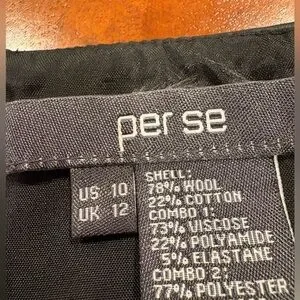 per se
US 10
UK 12
SHELL:
78% WOOL
22% COTTON
COMBO 1:
73% VISCOSE
22% POLYAMIDE
5% ELASTANE
COMBO 2:
77% POLYESTER